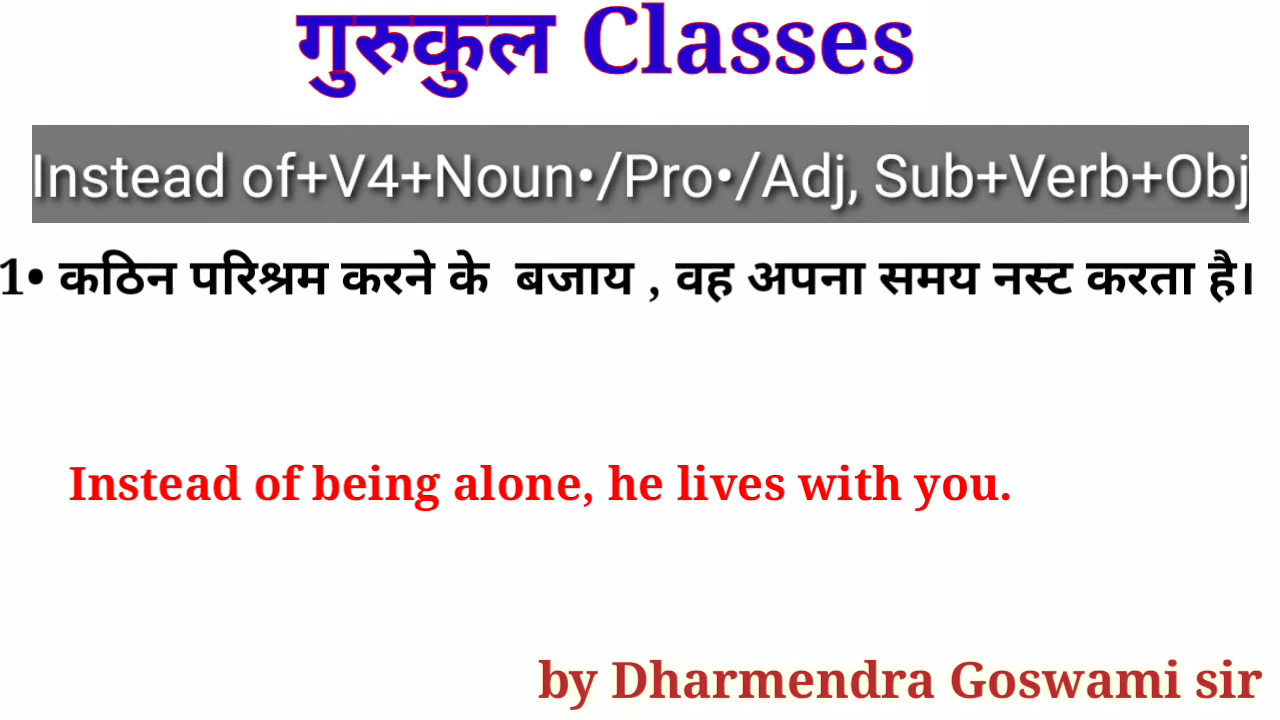 गुरुकुल Classes
Instead of+V4+Noun•/Pro•/Adj, Sub+Verb+Obj
1• कठिन परिश्रम करने के बजाय , वह अपना समय नस्ट करता है।
Instead of being alone, he lives with you.
by Dharmendra Goswami sir